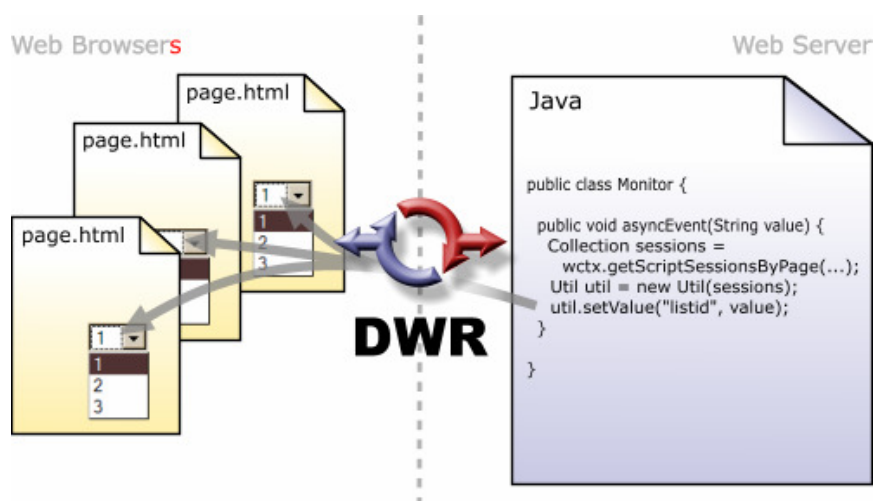 Web Browsers
Web Server
page.html
page.html
page.html
1
1
2
3
1
1
2
3
DWR
Java
public class Monitor {
public void asyncEvent(String value) {
Collection sessions =
wctx.getScriptSessionsByPage(...);
Util util = new Util(sessions);
util.setValue("listid", value);
}
}